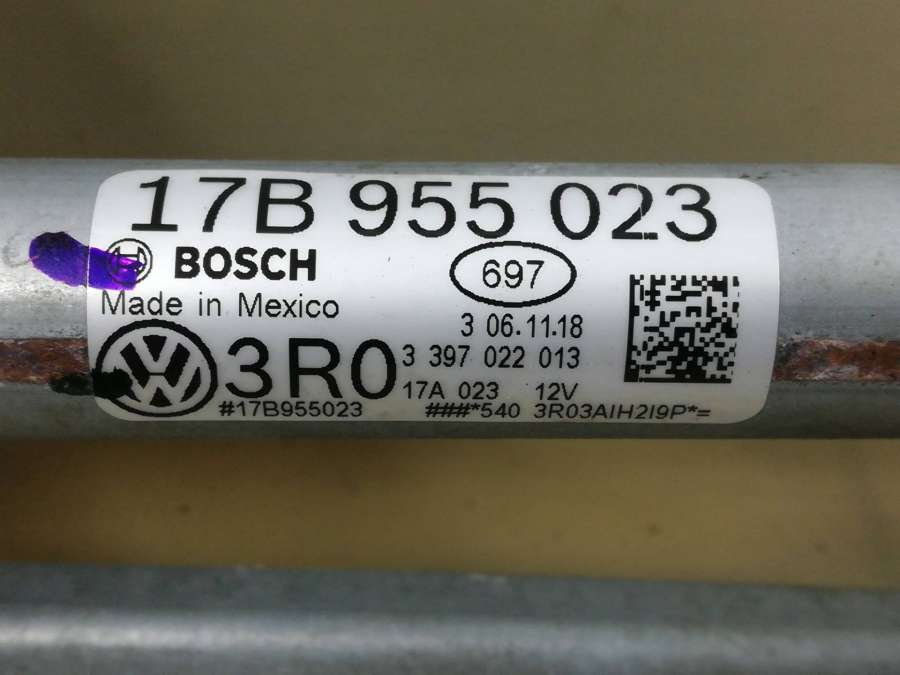 17B 955 023
BOSCH
697
Made in Mexico
3 06.11.18
3R0
3 397 022 013
17A 023 12V
#17B955023 ###*540 3R03AIH2I9P*=